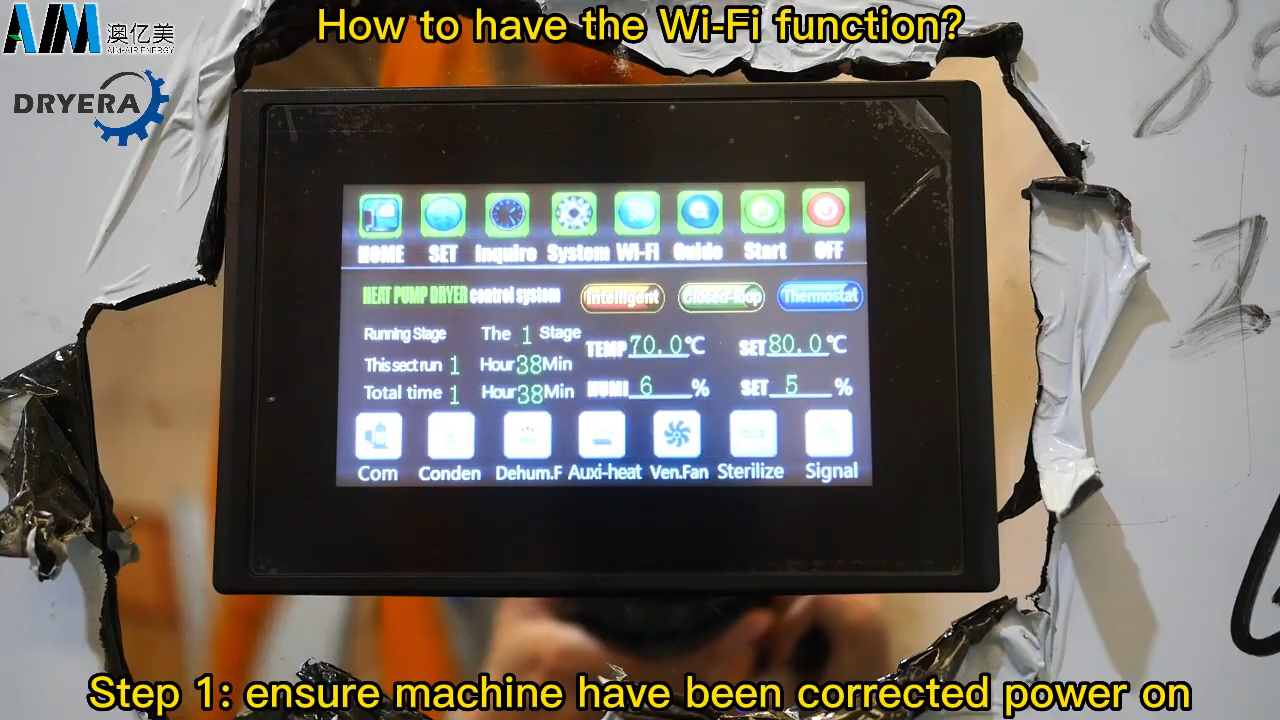 How to have the Wi-Fi function?
AIM 澳亿美
DRYERA
HOME SET Inquire System Wi-Fi Guide Start OFF
HEAT PUMP DRYER control system Intelligent Closed-loop Thermostat
Running Stage The 1 Stage
TEMP 70.0℃ SET 80.0℃
This sect run 1 Hour 38 Min
HUMI 6 % SET 5 %
Total time 1 Hour 38 Min
Com Conden Dehum.F Auxi-heat Ven.Fan Sterilize Signal
Step 1: ensure machine have been corrected power on